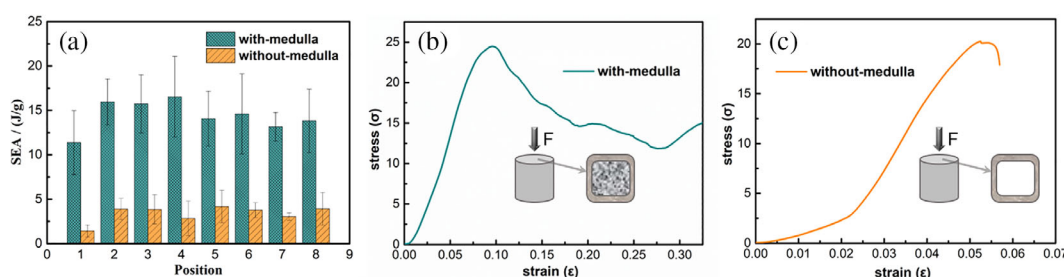 (a)
with-medulla
without-medulla
SEA / (J/g)
25
20
15
10
5
0
1 2 3 4 5 6 7 8 9
Position
(b)
with-medulla
F
stress (σ)
25
20
15
10
5
0
0.00 0.05 0.10 0.15 0.20 0.25 0.30
strain (ε)
(c)
without-medulla
F
stress (σ)
20
15
10
5
0
0.00 0.01 0.02 0.03 0.04 0.05 0.06 0.07
strain (ε)